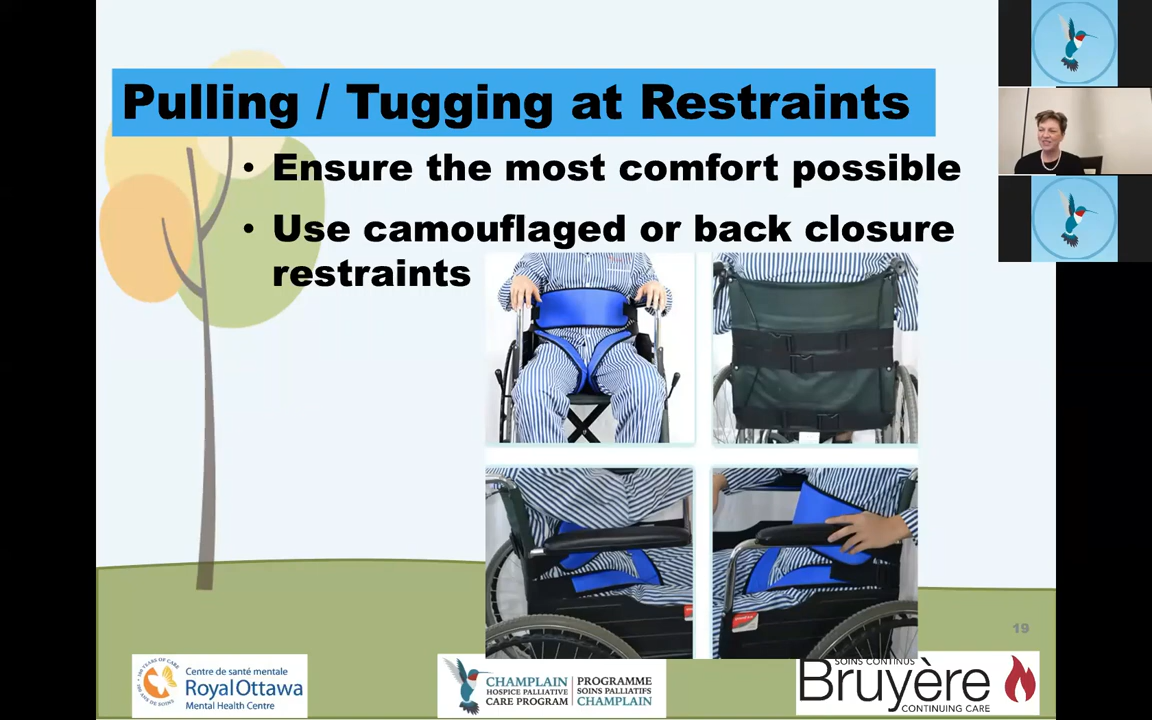 Pulling / Tugging at Restraints
• Ensure the most comfort possible
• Use camouflaged or back closure
restraints
19
Centre de santé mentale
Royal Ottawa
Mental Health Centre
CHAMPLAIN
HOSPICE PALLIATIVE
CARE PROGRAM
PROGRAMME
SOINS PALLIATIFS
CHAMPLAIN
SOINS CONTINUS
Bruyère
CONTINUING CARE